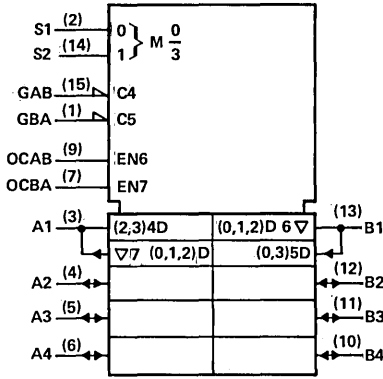 S1 (2) 0 } M 0/3
S2 (14) 1
GAB (15) C4
GBA (1) C5
OCAB (9) EN6
OCBA (7) EN7
A1 (3) (2,3)4D (0,1,2)D 6 ▽ (13) B1
▽7 (0,1,2)D (0,3)5D
A2 (4) (12) B2
A3 (5) (11) B3
A4 (6) (10) B4